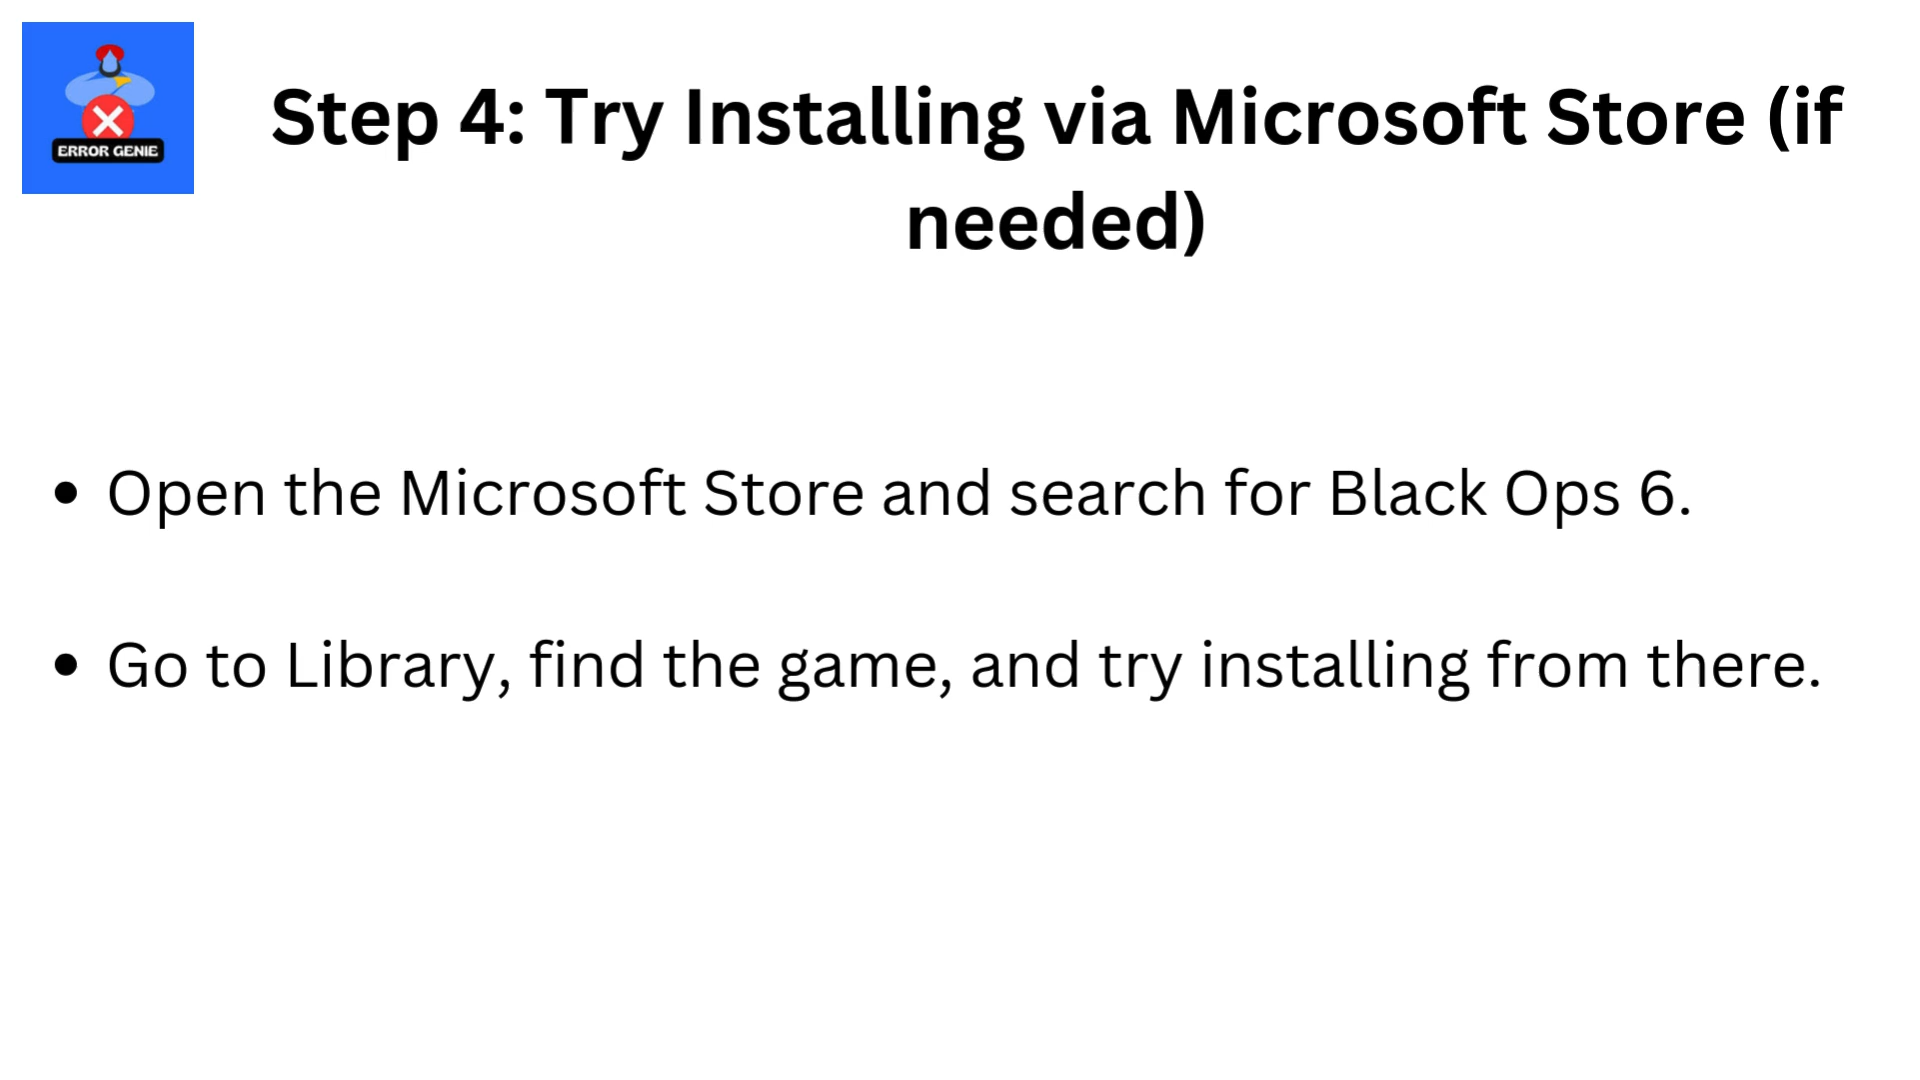 ERROR GENIE
Step 4: Try Installing via Microsoft Store (if
needed)
• Open the Microsoft Store and search for Black Ops 6.
• Go to Library, find the game, and try installing from there.